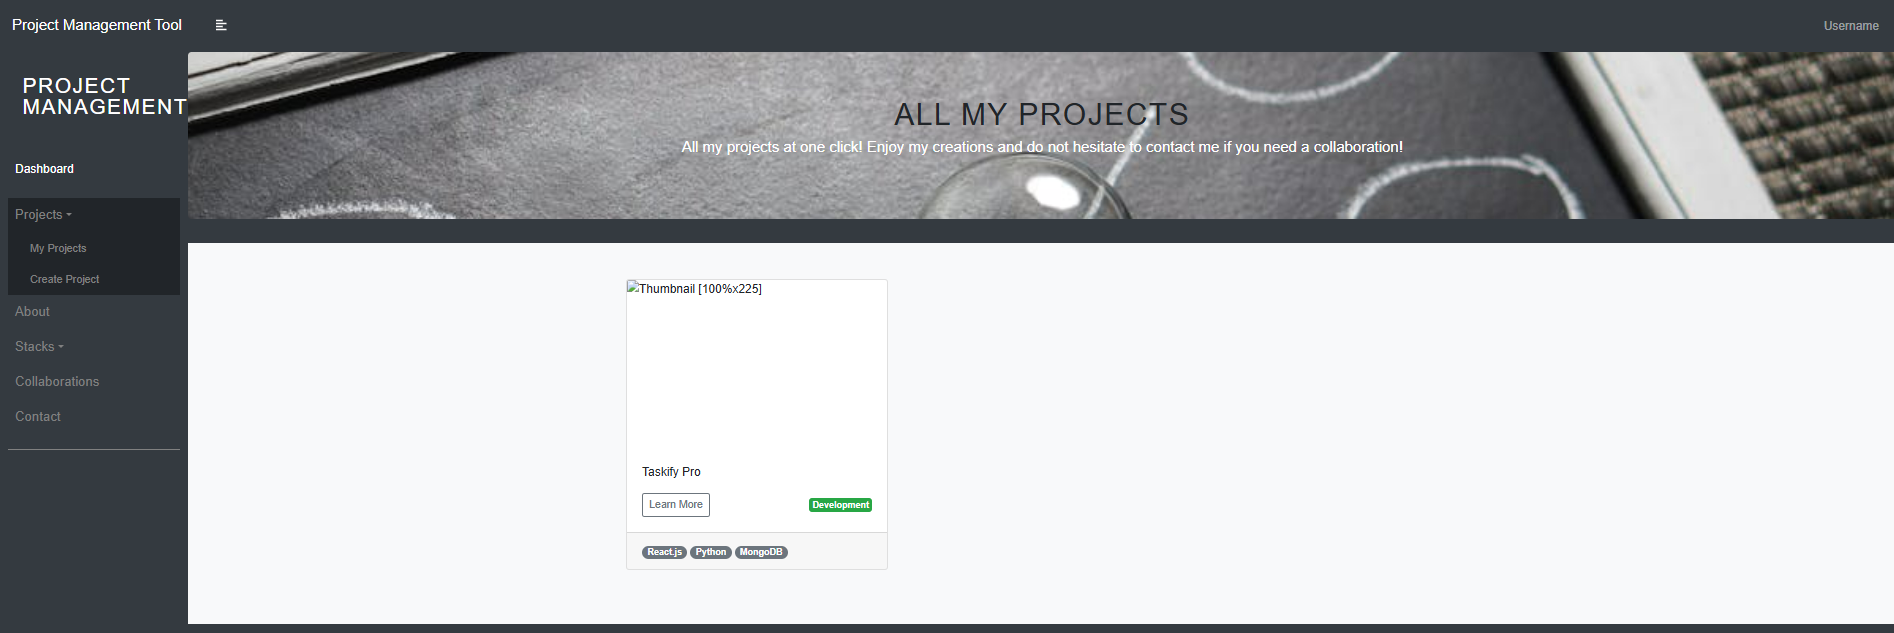 Project Management Tool
Username
PROJECT
MANAGEMENT
Dashboard
Projects
My Projects
Create Project
About
Stacks
Collaborations
Contact
ALL MY PROJECTS
All my projects at one click! Enjoy my creations and do not hesitate to contact me if you need a collaboration!
Thumbnail [100%x225]
Taskify Pro
Learn More
Development
React.js Python MongoDB